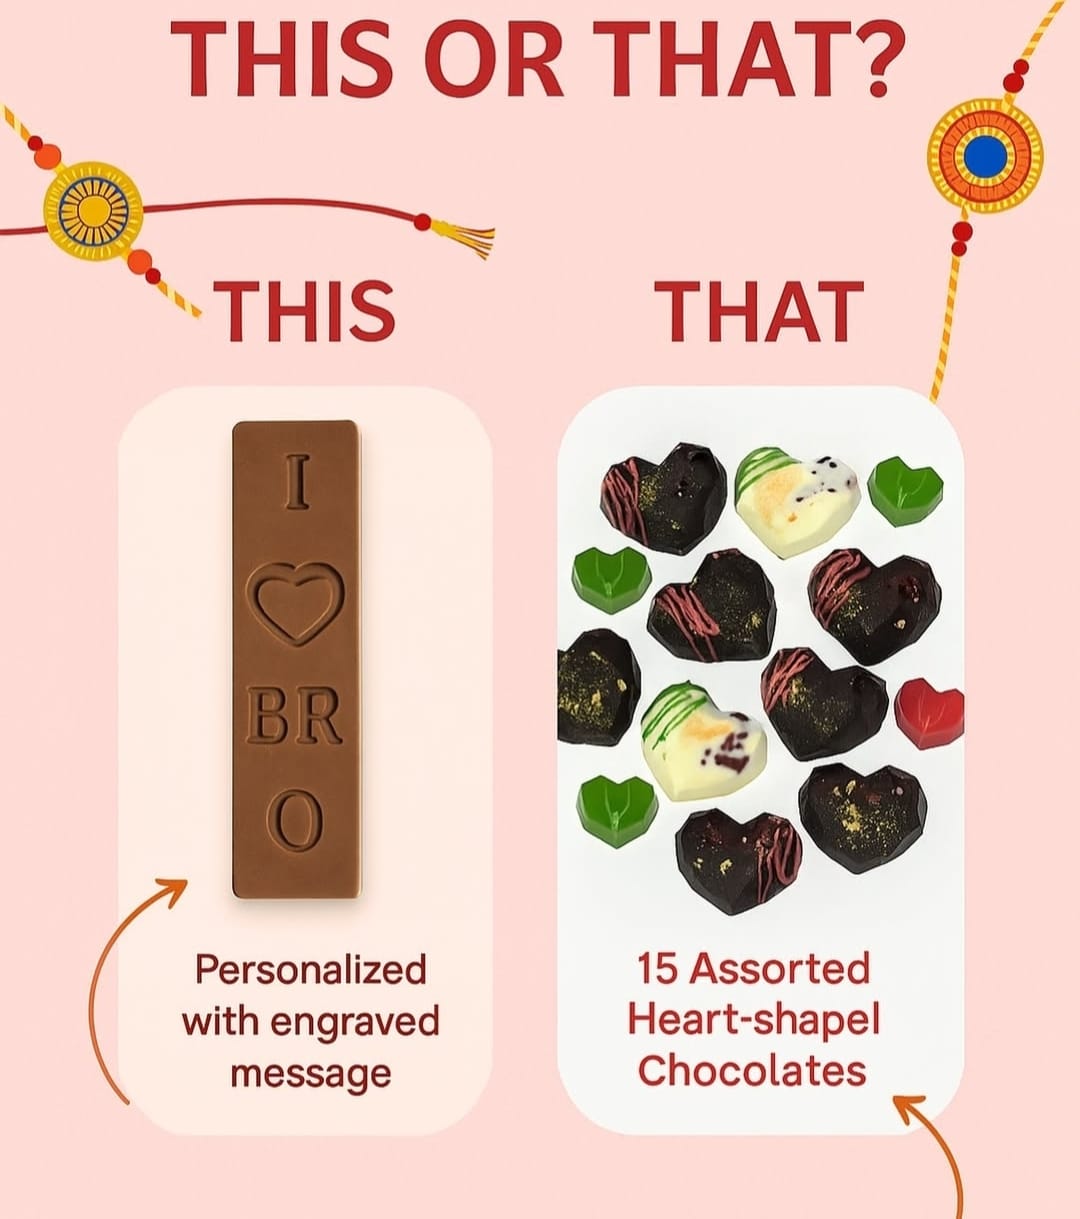 THIS OR THAT?
THIS
THAT
I
BR
O
Personalized
with engraved
message
15 Assorted
Heart-shapel
Chocolates